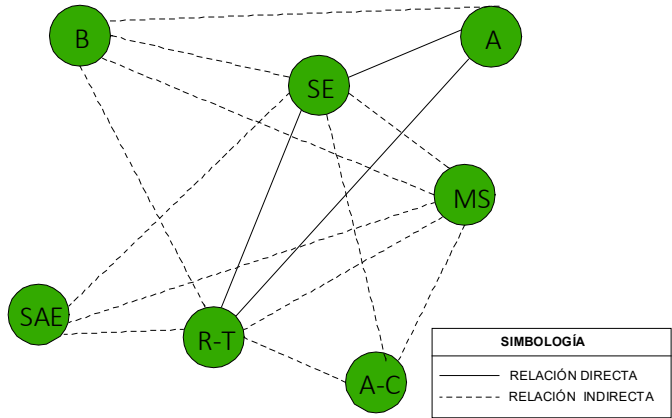 B
A
SE
MS
SAE
R-T
A-C
SIMBOLOGÍA
RELACIÓN DIRECTA
RELACIÓN INDIRECTA